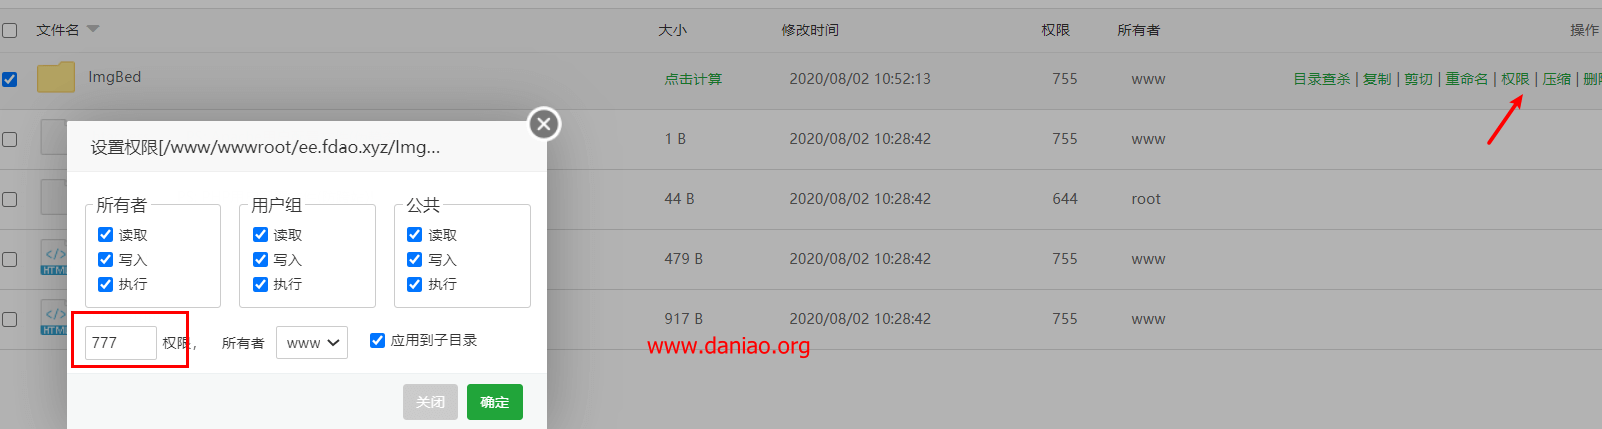 文件名 大小 修改时间 权限 所有者 操作
ImgBed 点击计算 2020/08/02 10:52:13 755 www 目录查杀 | 复制 | 剪切 | 重命名 | 权限 | 压缩 | 删除
1 B 2020/08/02 10:28:42 755 www
设置权限[/www/wwwroot/ee.fdao.xyz/Img...
44 B 2020/08/02 10:28:42 644 root
所有者 用户组 公共
读取 读取 读取
写入 写入 写入
执行 执行 执行
HTML 479 B 2020/08/02 10:28:42 755 www
HTML 917 B 2020/08/02 10:28:42 755 www
777 权限， 所有者 www 应用到子目录
www.daniao.org
关闭 确定